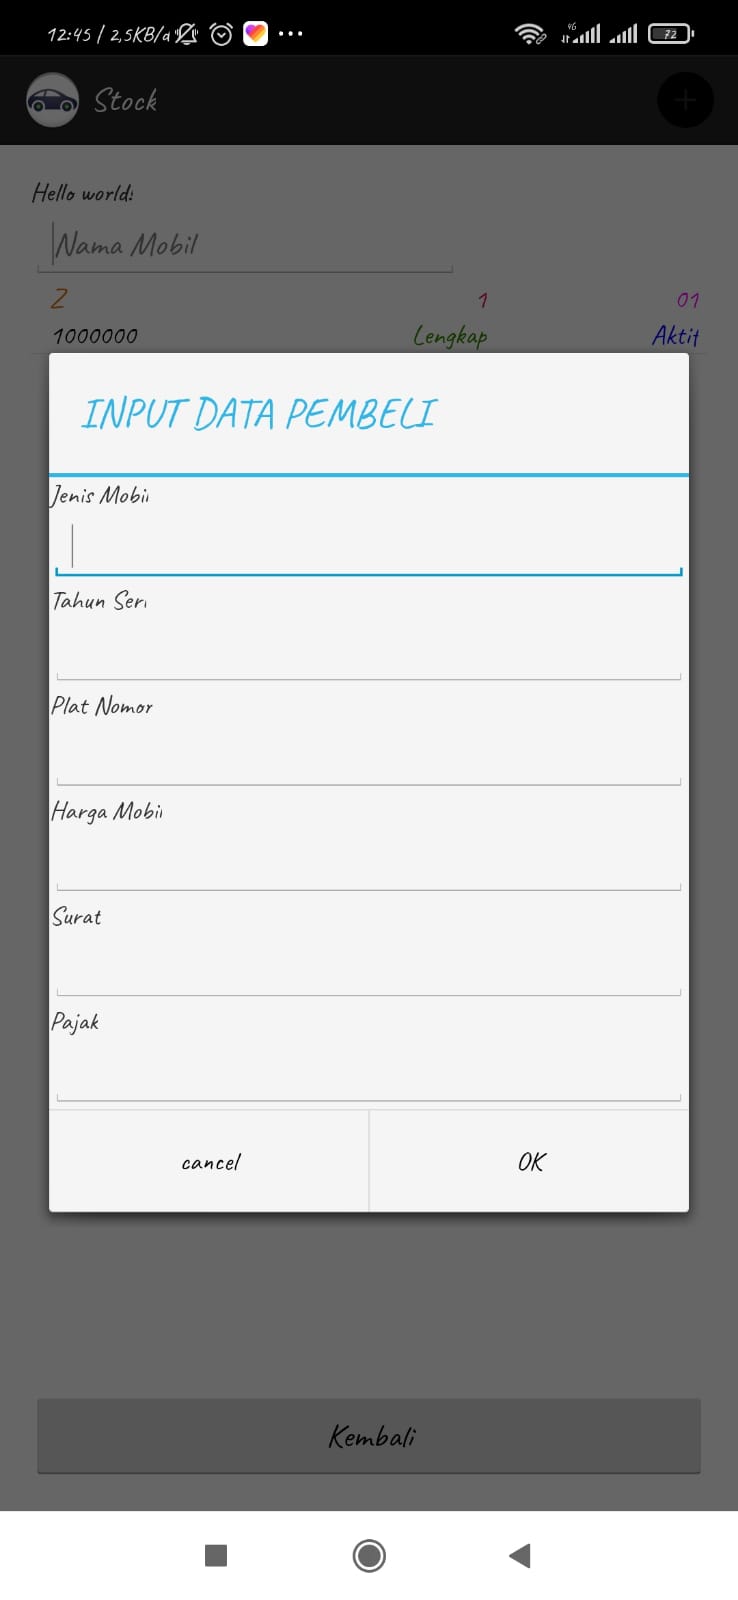 12:45 / 2,5KB/a
4G
72
Stock
Hello world!
Nama Mobil
Z 1 01
1000000 Lengkap Aktif
INPUT DATA PEMBELI
Jenis Mobil
Tahun Seri
Plat Nomor
Harga Mobil
Surat
Pajak
cancel OK
Kembali